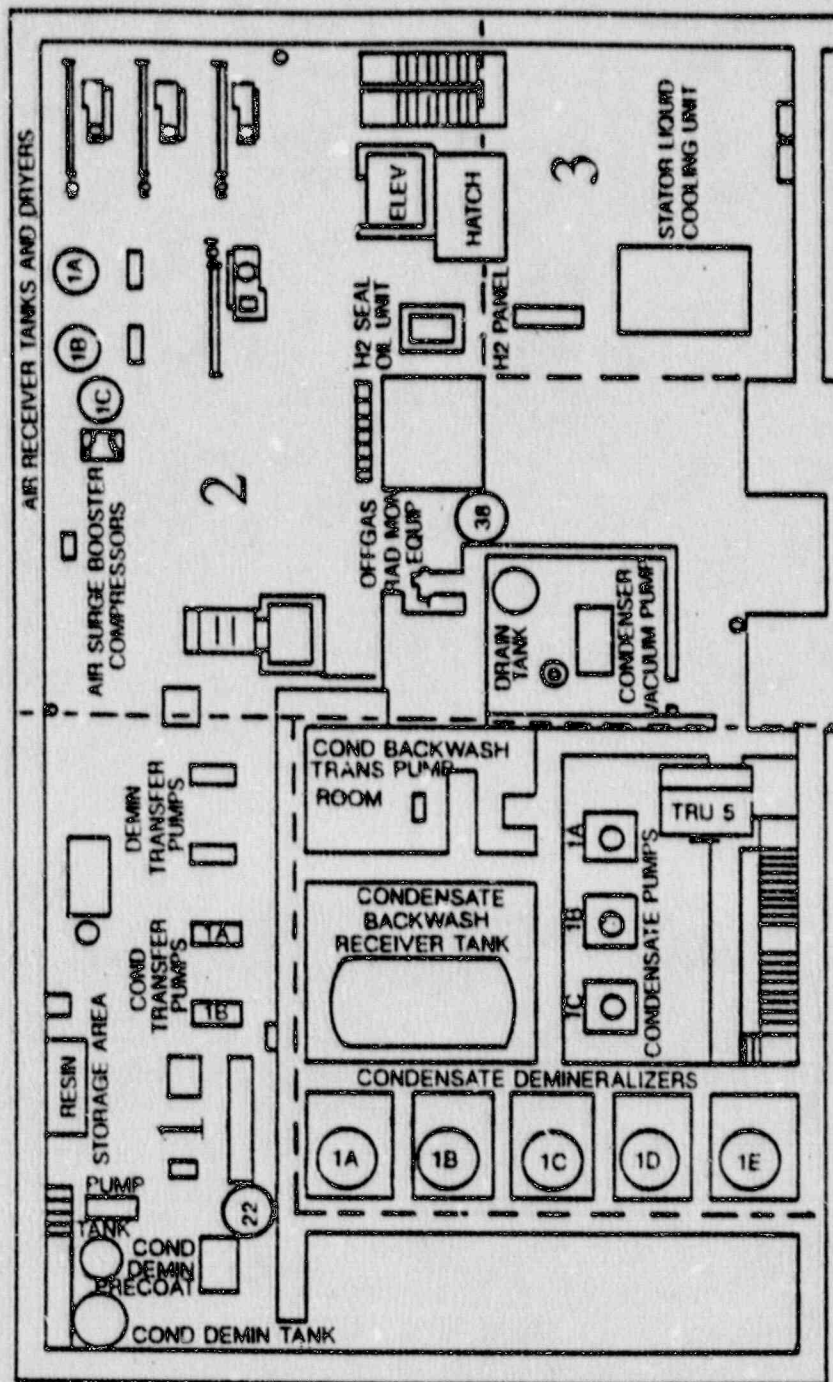 AIR RECEIVER TANKS AND DRYERS
1A
1B
1C
AIR SURGE BOOSTER
COMPRESSORS
2
ELEV
HATCH
3
STATOR LIQUID
COOLING UNIT
H2 SEAL
OIL UNIT
H2 PANEL
OFFGAS
RAD MON
EQUIP
38
DRAIN
TANK
CONDENSER
VACUUM PUMP
DEMIN
TRANSFER
PUMPS
COND
TRANSFER
PUMPS
1A
1B
RESIN
STORAGE AREA
1
PUMP
TANK
COND
DEMIN
PRECOAT
22
COND DEMIN TANK
COND BACKWASH
TRANS PUMP
ROOM
CONDENSATE
BACKWASH
RECEIVER TANK
1A
1B
1C
CONDENSATE PUMPS
TRU 5
CONDENSATE DEMINERALIZERS
1A
1B
1C
1D
1E